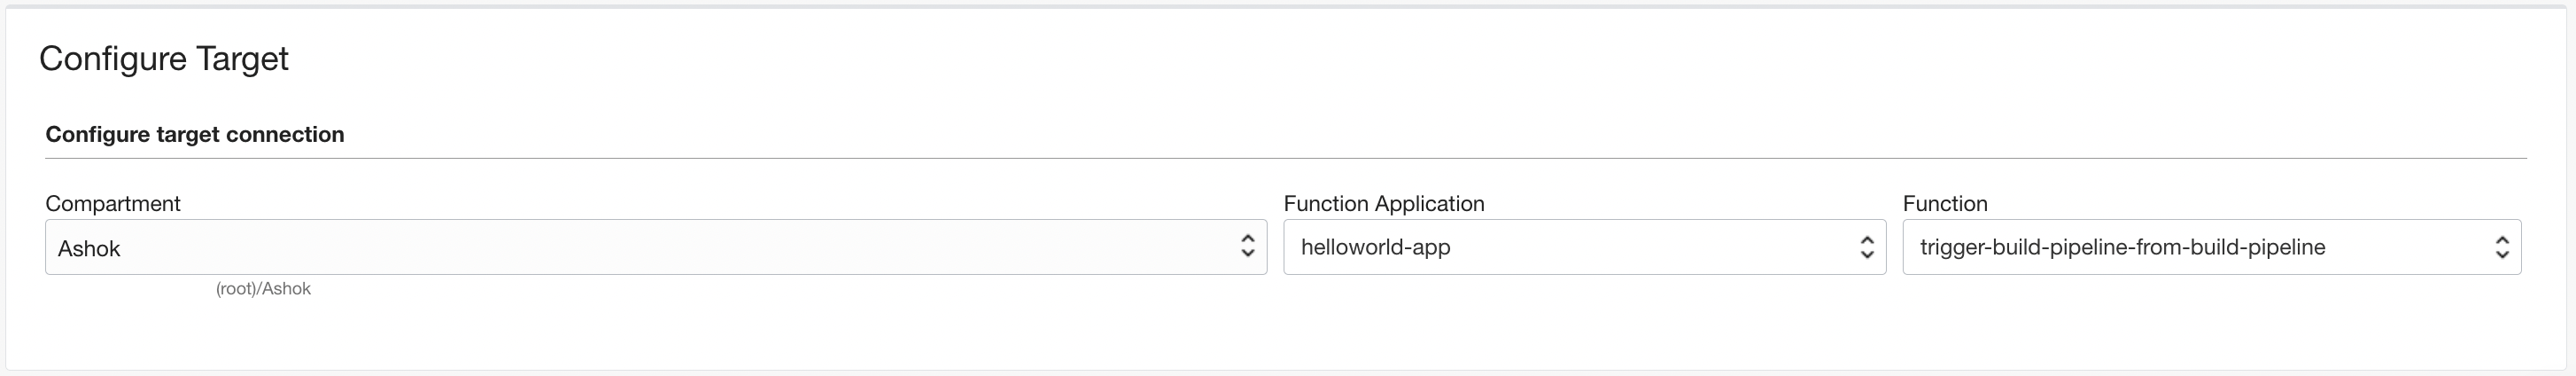 Configure Target
Configure target connection
Compartment
Function Application
Function
Ashok
helloworld-app
trigger-build-pipeline-from-build-pipeline
(root)/Ashok